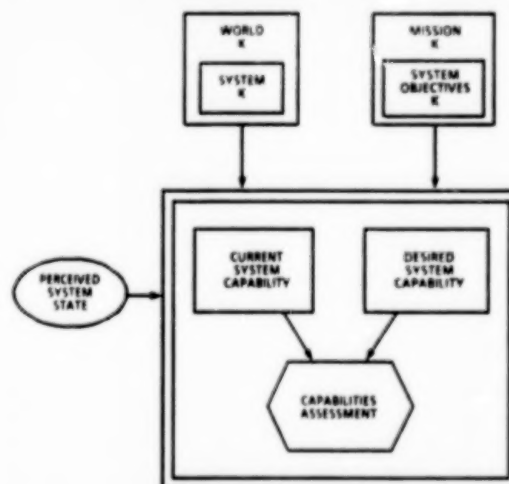 WORLD
K
SYSTEM
K
MISSION
K
SYSTEM
OBJECTIVES
K
PERCEIVED
SYSTEM
STATE
CURRENT
SYSTEM
CAPABILITY
DESIRED
SYSTEM
CAPABILITY
CAPABILITIES
ASSESSMENT